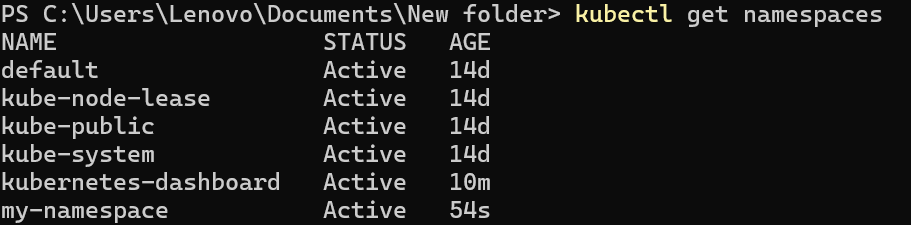 PS C:\Users\Lenovo\Documents\New folder> kubectl get namespaces
NAME                   STATUS   AGE
default                Active   14d
kube-node-lease        Active   14d
kube-public            Active   14d
kube-system            Active   14d
kubernetes-dashboard   Active   10m
my-namespace           Active   54s